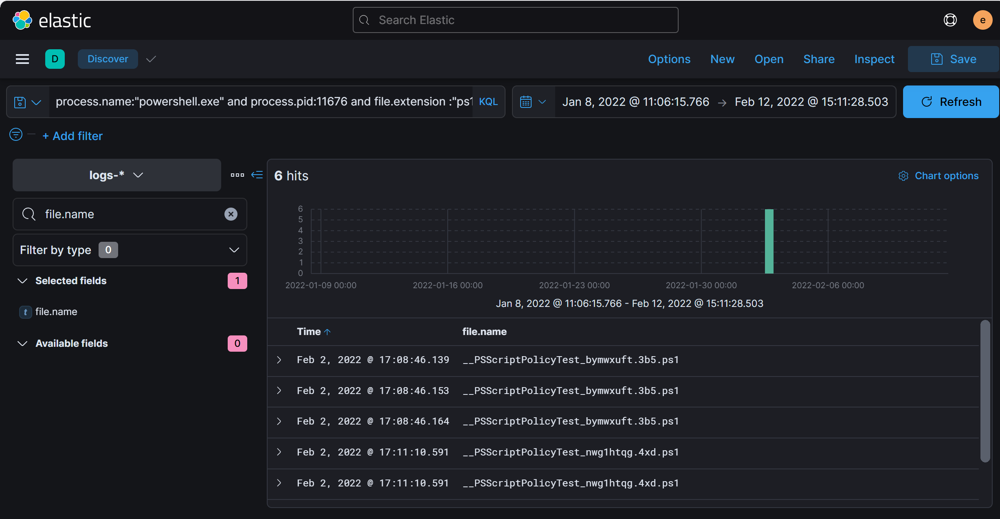 elastic
Search Elastic
e
D
Discover
Options
New
Open
Share
Inspect
Save
process.name:"powershell.exe" and process.pid:11676 and file.extension :"ps1
KQL
Jan 8, 2022 @ 11:06:15.766 → Feb 12, 2022 @ 15:11:28.503
Refresh
+ Add filter
logs-*
file.name
Filter by type 0
Selected fields 1
t file.name
Available fields 0
6 hits
Chart options
6
5
4
3
2
1
0
2022-01-09 00:00
2022-01-16 00:00
2022-01-23 00:00
2022-01-30 00:00
2022-02-06 00:00
Jan 8, 2022 @ 11:06:15.766 - Feb 12, 2022 @ 15:11:28.503
Time ↑ file.name
Feb 2, 2022 @ 17:08:46.139 __PSScriptPolicyTest_bymwxuft.3b5.ps1
Feb 2, 2022 @ 17:08:46.153 __PSScriptPolicyTest_bymwxuft.3b5.ps1
Feb 2, 2022 @ 17:08:46.164 __PSScriptPolicyTest_bymwxuft.3b5.ps1
Feb 2, 2022 @ 17:11:10.591 __PSScriptPolicyTest_nwg1htqg.4xd.ps1
Feb 2, 2022 @ 17:11:10.591 __PSScriptPolicyTest_nwg1htqg.4xd.ps1